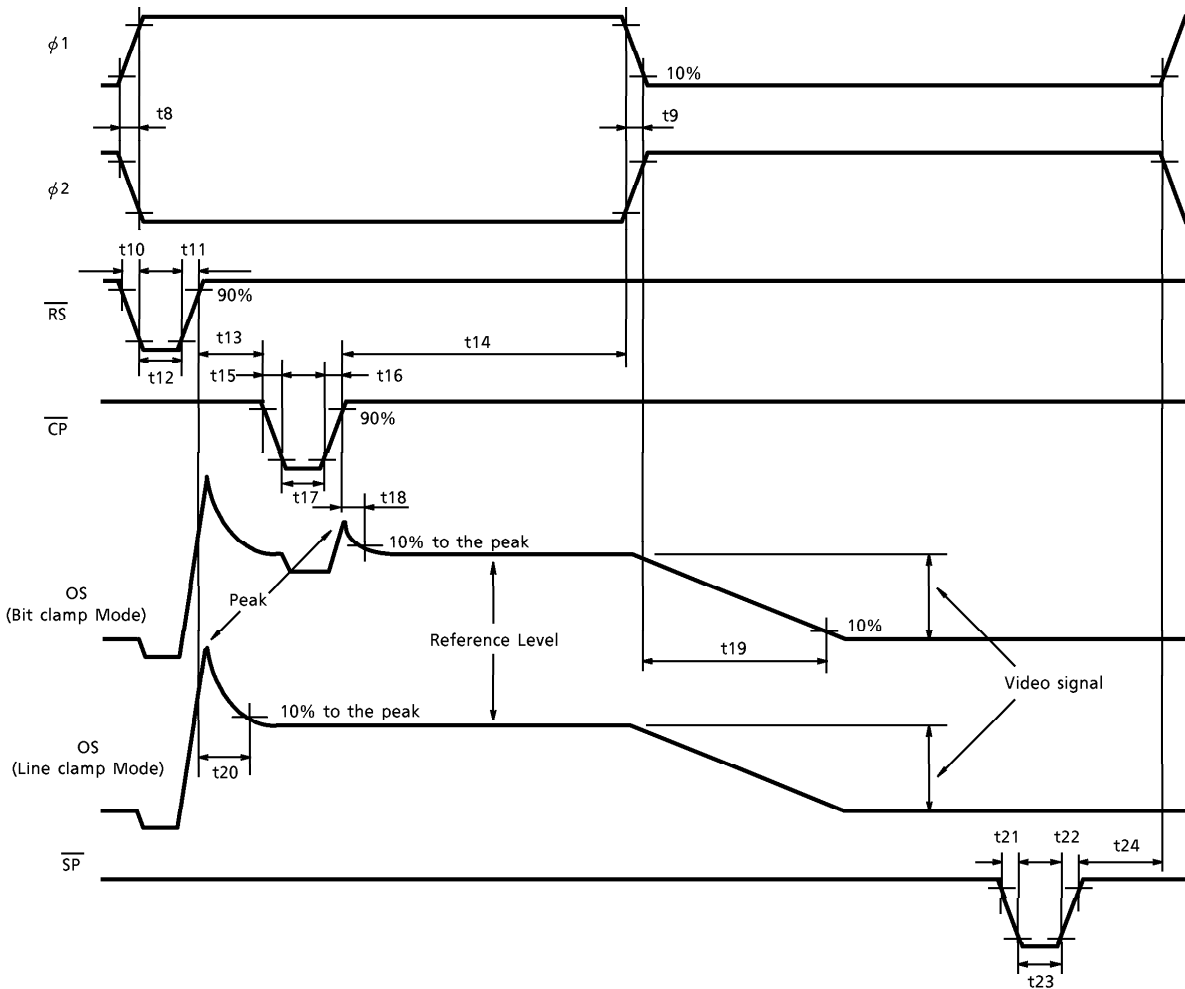 φ1
10%
t8
t9
φ2
t10
t11
90%
RS
t13
t14
t12
t15
t16
90%
CP
t17
t18
10% to the peak
OS
(Bit clamp Mode)
Peak
Reference Level
10%
t19
Video signal
10% to the peak
OS
(Line clamp Mode)
t20
t21
t22
t24
SP
t23